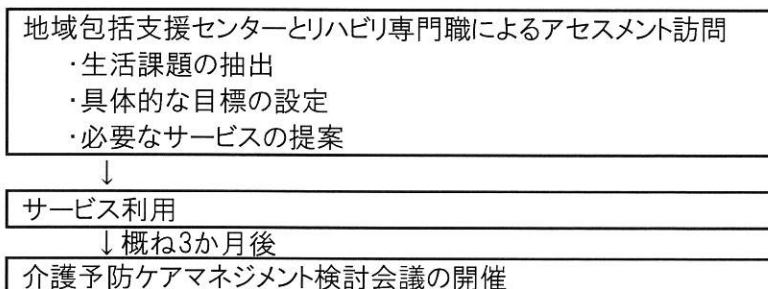 地域包括支援センターとリハビリ専門職によるアセスメント訪問
・生活課題の抽出
・具体的な目標の設定
・必要なサービスの提案
↓
サービス利用
↓概ね3か月後
介護予防ケアマネジメント検討会議の開催